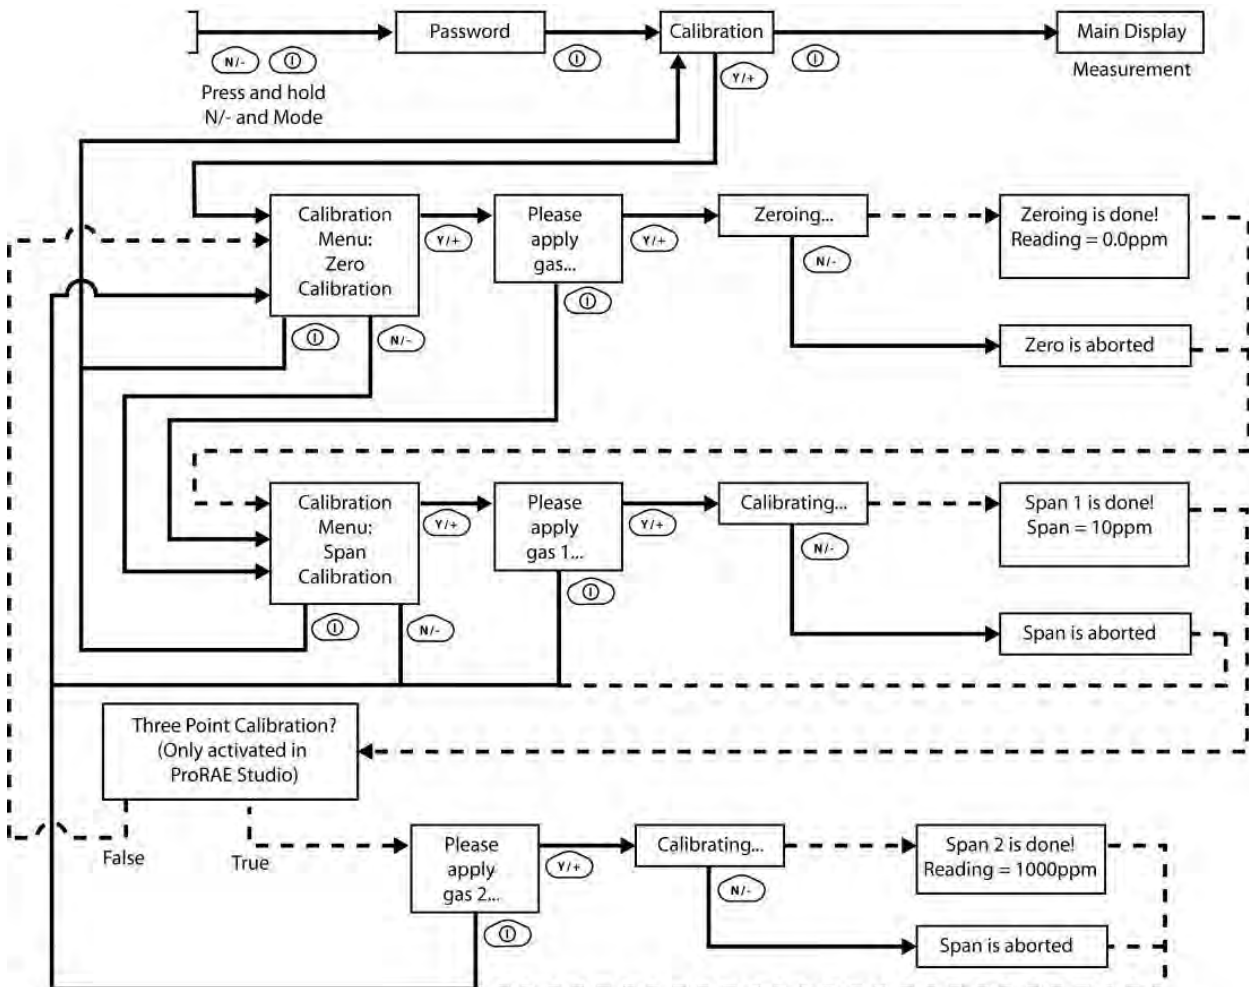 Password
Calibration
Main Display
N/-
Y/+
Measurement
Press and hold
N/- and Mode
Calibration
Menu:
Zero
Calibration
Y/+
Please
apply
gas...
Y/+
Zeroing...
N/-
Zeroing is done!
Reading = 0.0ppm
N/-
Zero is aborted
Calibration
Menu:
Span
Calibration
Y/+
Please
apply
gas 1...
Y/+
Calibrating...
N/-
Span 1 is done!
Span = 10ppm
N/-
Span is aborted
Three Point Calibration?
(Only activated in
ProRAE Studio)
False
True
Please
apply
gas 2...
Y/+
Calibrating...
N/-
Span 2 is done!
Reading = 1000ppm
Span is aborted